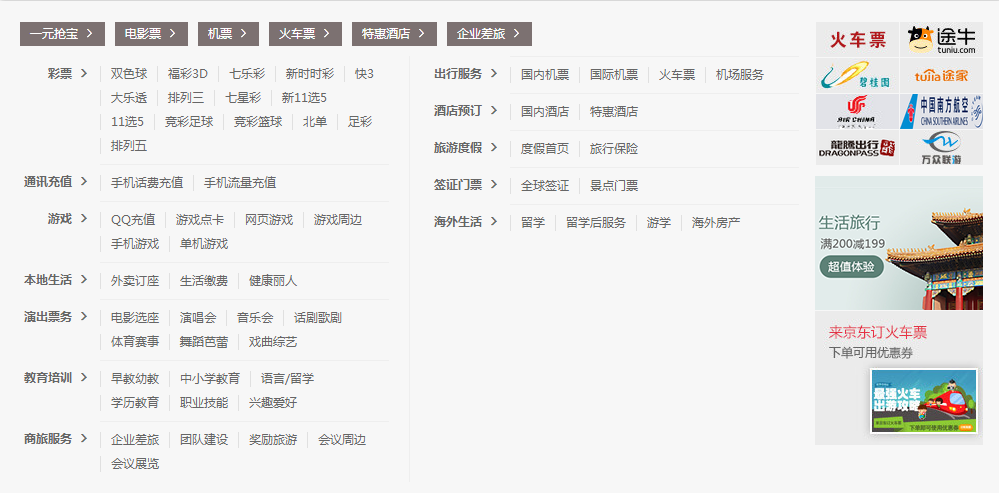 一元抢宝 > 电影票 > 机票 > 火车票 > 特惠酒店 > 企业差旅 >
彩票 > 双色球 福彩3D 七乐彩 新时时彩 快3
大乐透 排列三 七星彩 新11选5
11选5 竞彩足球 竞彩篮球 北单 足彩
排列五
通讯充值 > 手机话费充值 手机流量充值
游戏 > QQ充值 游戏点卡 网页游戏 游戏周边
手机游戏 单机游戏
本地生活 > 外卖订座 生活缴费 健康丽人
演出票务 > 电影选座 演唱会 音乐会 话剧歌剧
体育赛事 舞蹈芭蕾 戏曲综艺
教育培训 > 早教幼教 中小学教育 语言/留学
学历教育 职业技能 兴趣爱好
商旅服务 > 企业差旅 团队建设 奖励旅游 会议周边
会议展览
出行服务 > 国内机票 国际机票 火车票 机场服务
酒店预订 > 国内酒店 特惠酒店
旅游度假 > 度假首页 旅行保险
签证门票 > 全球签证 景点门票
海外生活 > 留学 留学后服务 游学 海外房产
火车票 途牛
tuniu.com
碧桂园 tujia途家
AIR CHINA 中国南方航空
CHINA SOUTHERN AIRLINES
龍騰出行
DRAGONPASS 万众联游
生活旅行
满200减199
超值体验
来京东订火车票
下单可用优惠券
最强火车
出游攻略
下单即可使用优惠券